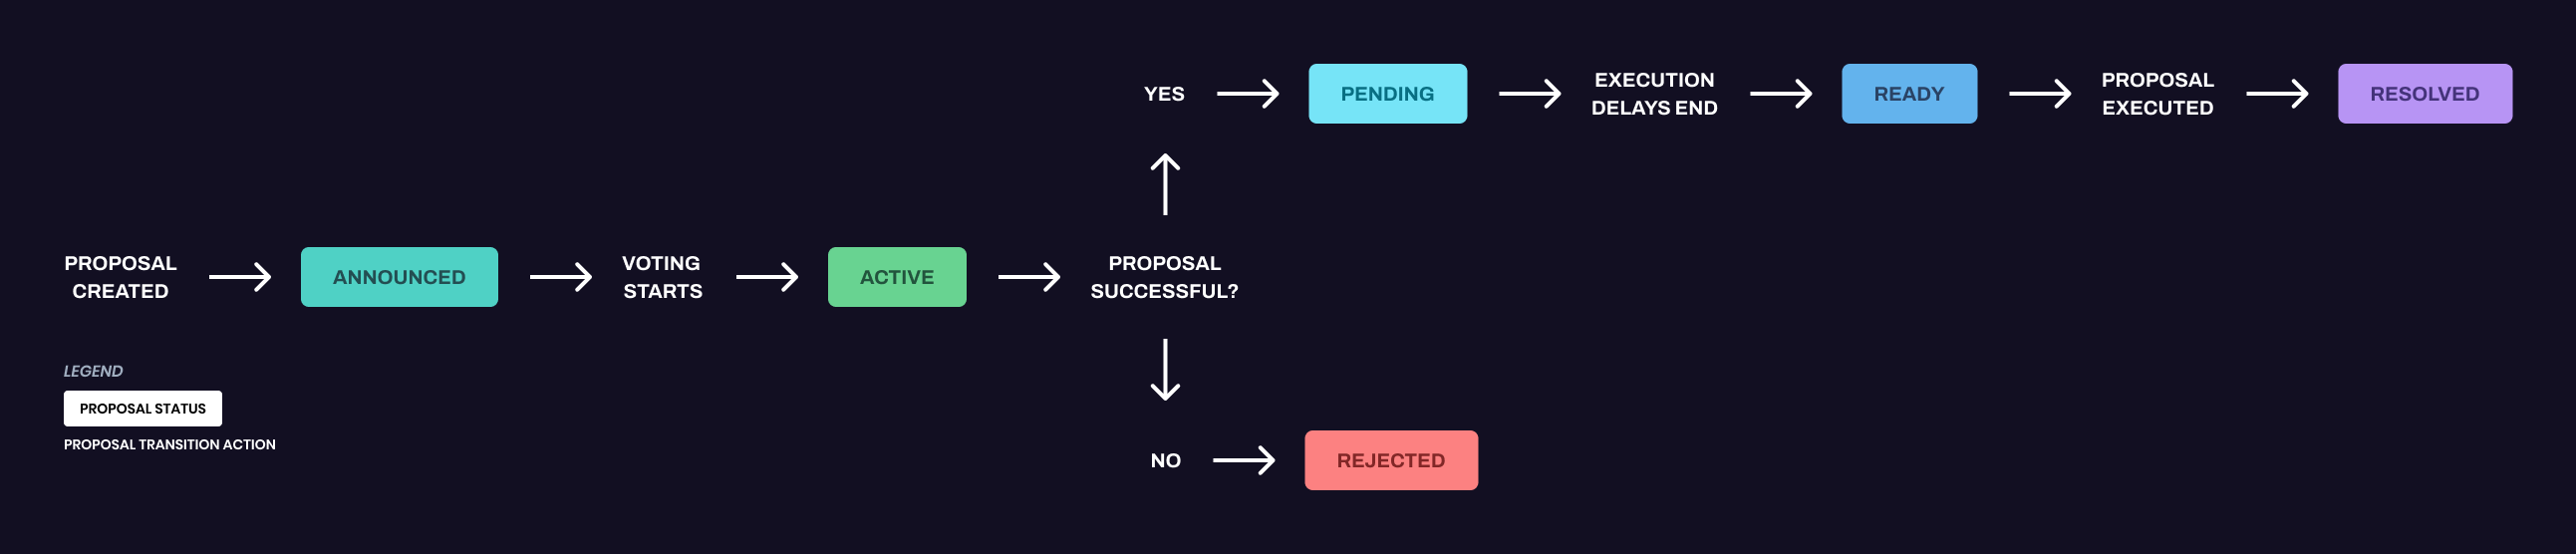 YES
PENDING
EXECUTION
DELAYS END
READY
PROPOSAL
EXECUTED
RESOLVED
PROPOSAL
CREATED
ANNOUNCED
VOTING
STARTS
ACTIVE
PROPOSAL
SUCCESSFUL?
NO
REJECTED
LEGEND
PROPOSAL STATUS
PROPOSAL TRANSITION ACTION